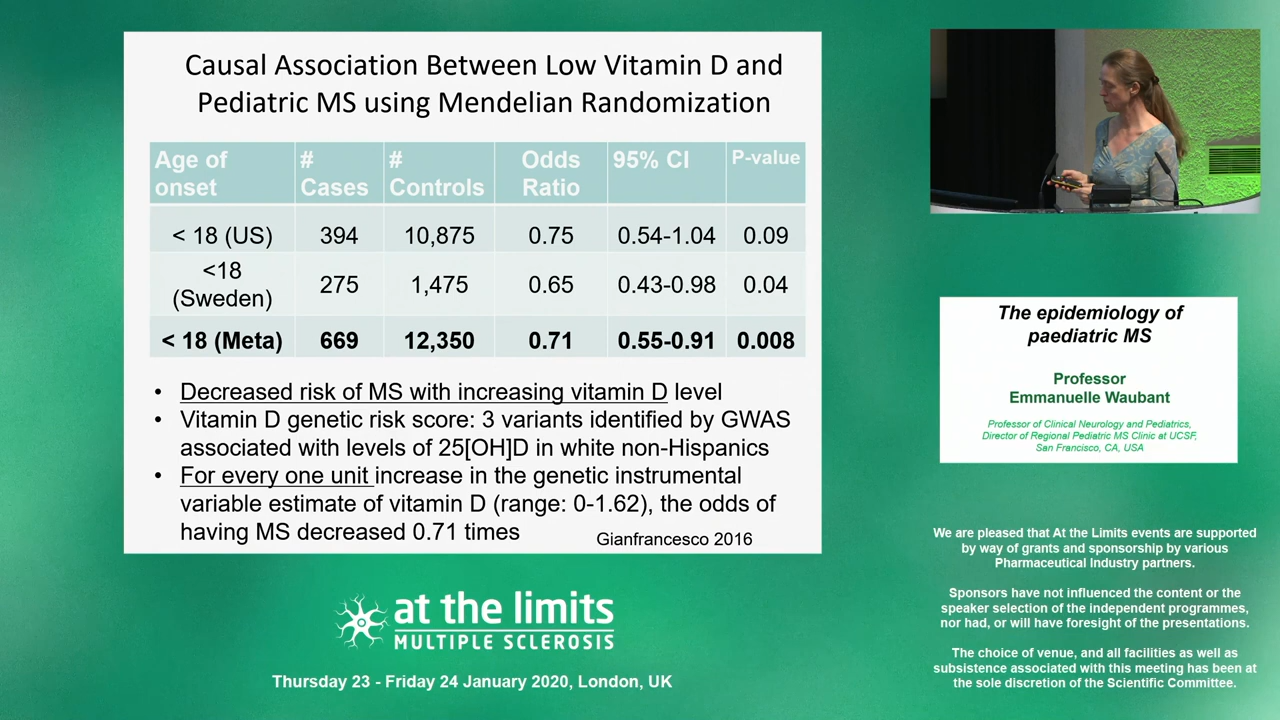 Causal Association Between Low Vitamin D and
Pediatric MS using Mendelian Randomization
Age of onset # Cases # Controls Odds Ratio 95% CI P-value
< 18 (US) 394 10,875 0.75 0.54-1.04 0.09
<18 (Sweden) 275 1,475 0.65 0.43-0.98 0.04
< 18 (Meta) 669 12,350 0.71 0.55-0.91 0.008
• Decreased risk of MS with increasing vitamin D level
• Vitamin D genetic risk score: 3 variants identified by GWAS
associated with levels of 25[OH]D in white non-Hispanics
• For every one unit increase in the genetic instrumental
variable estimate of vitamin D (range: 0-1.62), the odds of
having MS decreased 0.71 times
Gianfrancesco 2016
at the limits
MULTIPLE SCLEROSIS
Thursday 23 - Friday 24 January 2020, London, UK
The epidemiology of
paediatric MS
Professor
Emmanuelle Waubant
Professor of Clinical Neurology and Pediatrics,
Director of Regional Pediatric MS Clinic at UCSF,
San Francisco, CA, USA
We are pleased that At the Limits events are supported
by way of grants and sponsorship by various
Pharmaceutical Industry partners.
Sponsors have not influenced the content or the
speaker selection of the independent programmes,
nor had, or will have foresight of the presentations.
The choice of venue, and all facilities as well as
subsistence associated with this meeting has been at
the sole discretion of the Scientific Committee.